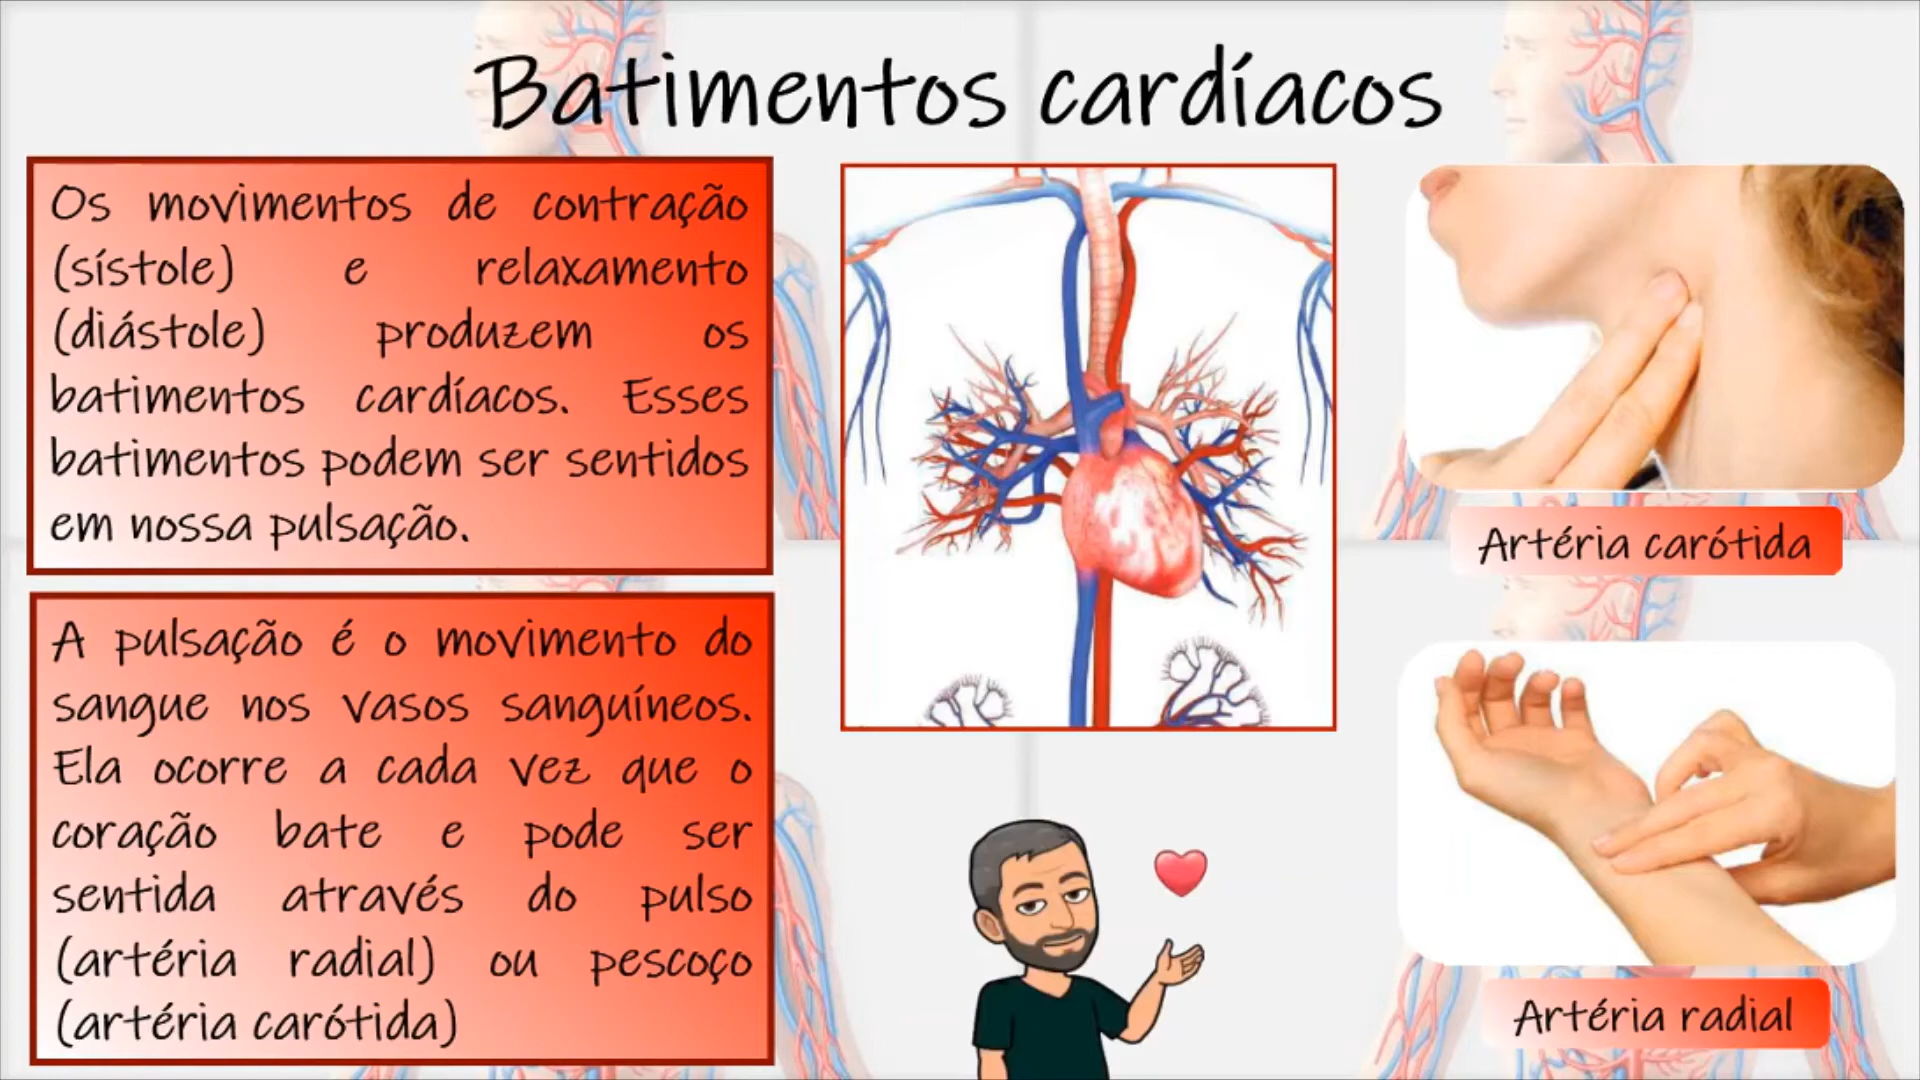 Batimentos cardíacos
Os movimentos de contração
(sístole) e relaxamento
(diástole) produzem os
batimentos cardíacos. Esses
batimentos podem ser sentidos
em nossa pulsação.
A pulsação é o movimento do
sangue nos vasos sanguíneos.
Ela ocorre a cada vez que o
coração bate e pode ser
sentida através do pulso
(artéria radial) ou pescoço
(artéria carótida)
Artéria carótida
Artéria radial